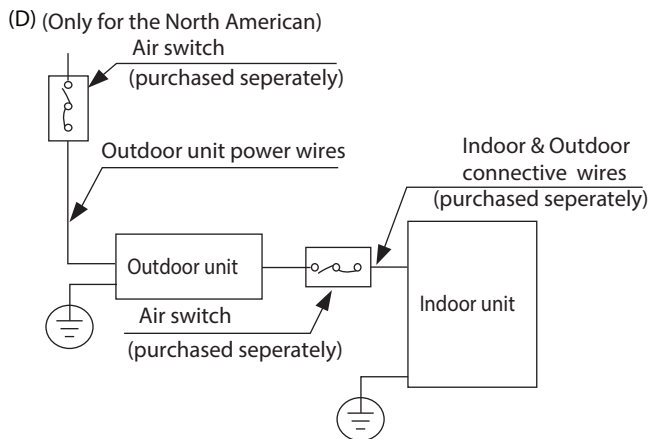 (D) (Only for the North American)
Air switch
(purchased seperately)
Outdoor unit power wires
Indoor & Outdoor
connective wires
(purchased seperately)
Outdoor unit
Indoor unit
Air switch
(purchased seperately)